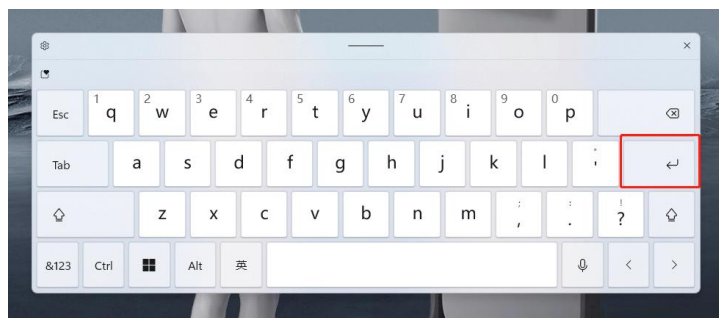 Esc 1 q 2 w 3 e 4 r 5 t 6 y 7 u 8 i 9 o 0 p
Tab a s d f g h j k l " '
z x c v b n m ; , : . ! ?
&123 Ctrl Alt 英